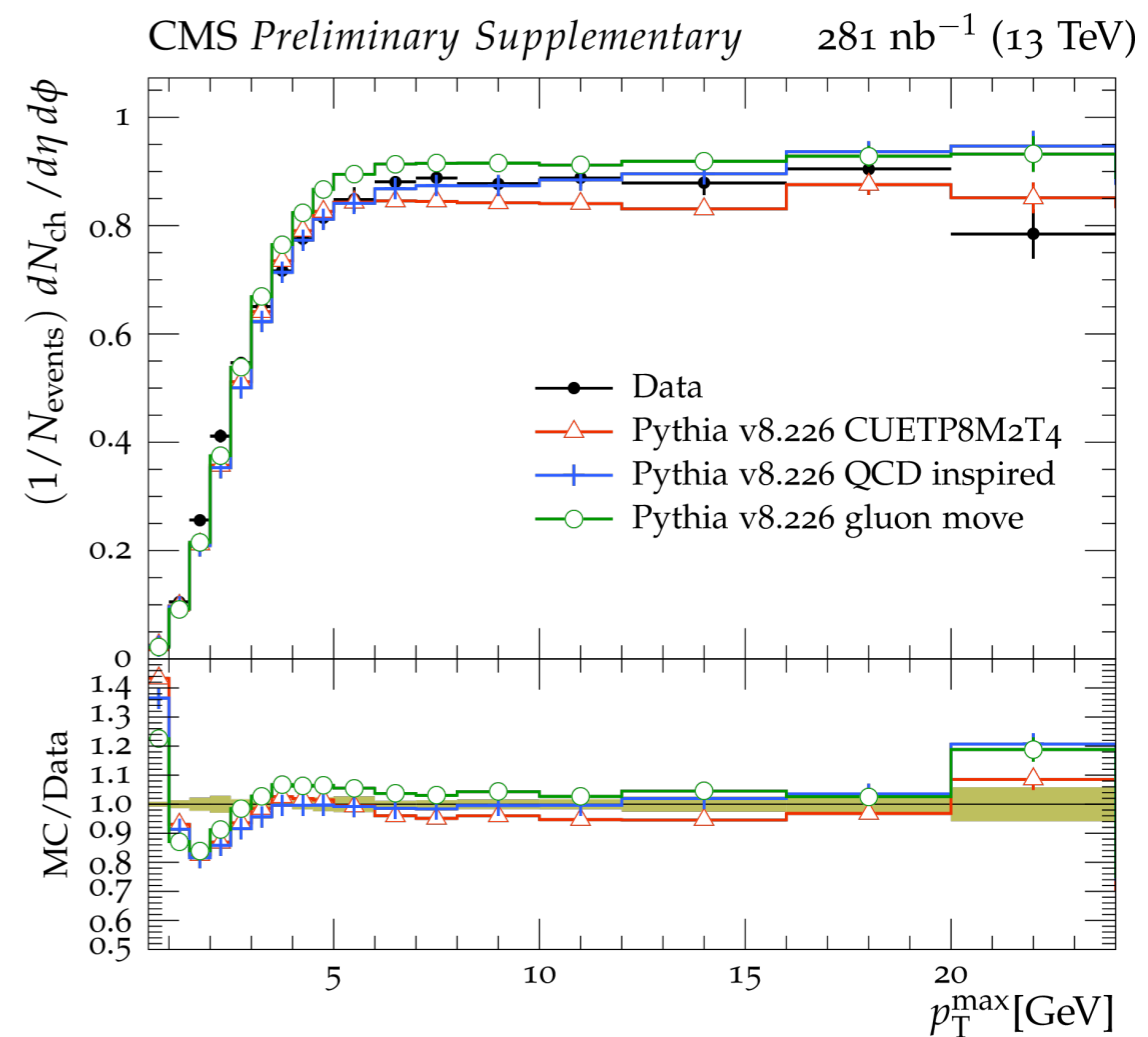 CMS Preliminary Supplementary 281 nb⁻¹ (13 TeV)
(1/N_events) dN_ch/dη dϕ
1
0.8
0.6
0.4
0.2
0
Data
Pythia v8.226 CUETP8M2T4
Pythia v8.226 QCD inspired
Pythia v8.226 gluon move
MC/Data
1.4
1.3
1.2
1.1
1.0
0.9
0.8
0.7
0.6
0.5
5 10 15 20
p_T^max[GeV]